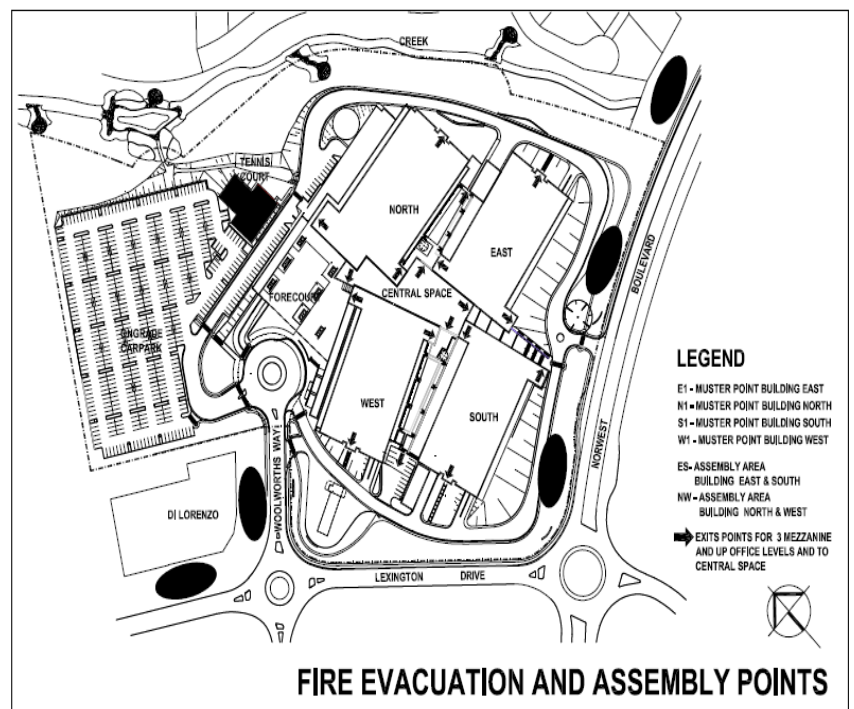 CREEK
TENNIS
COURT
NORTH
EAST
BOULEVARD
CENTRAL SPACE
FORECOURT
ONGRADE
CARPARK
WEST
SOUTH
NORWEST
WOOLWORTHS WAY
DI LORENZO
LEXINGTON DRIVE
LEGEND
E1 - MUSTER POINT BUILDING EAST
N1 - MUSTER POINT BUILDING NORTH
S1 - MUSTER POINT BUILDING SOUTH
W1 - MUSTER POINT BUILDING WEST
ES- ASSEMBLY AREA
BUILDING EAST & SOUTH
NW - ASSEMBLY AREA
BUILDING NORTH & WEST
EXITS POINTS FOR 3 MEZZANINE
AND UP OFFICE LEVELS AND TO
CENTRAL SPACE
FIRE EVACUATION AND ASSEMBLY POINTS